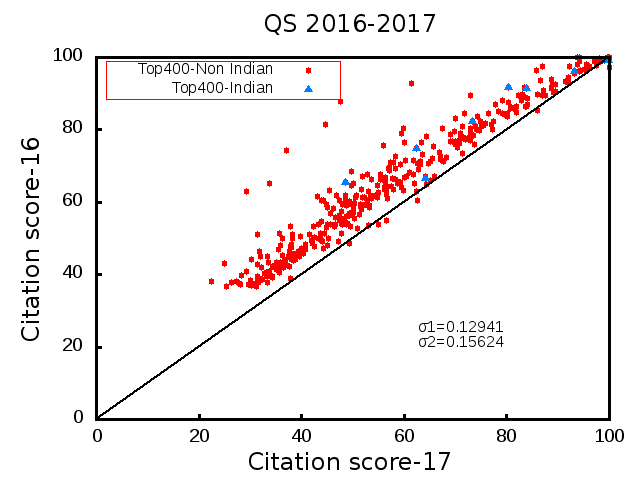 QS 2016-2017
100
80
60
40
20
0
Citation score-16
Top400-Non Indian
Top400-Indian
σ1=0.12941
σ2=0.15624
0 20 40 60 80 100
Citation score-17